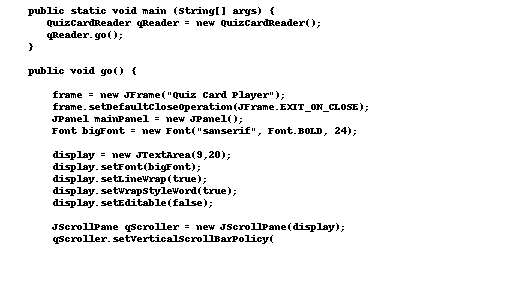 public static void main (String[] args) {
QuizCardReader qReader = new QuizCardReader();
qReader.go();
}
public void go() {
frame = new JFrame("Quiz Card Player");
frame.setDefaultCloseOperation(JFrame.EXIT_ON_CLOSE);
JPanel mainPanel = new JPanel();
Font bigFont = new Font("sanserif", Font.BOLD, 24);
display = new JTextArea(9,20);
display.setFont(bigFont);
display.setLineWrap(true);
display.setWrapStyleWord(true);
display.setEditable(false);
JScrollPane qScroller = new JScrollPane(display);
qScroller.setVerticalScrollBarPolicy(